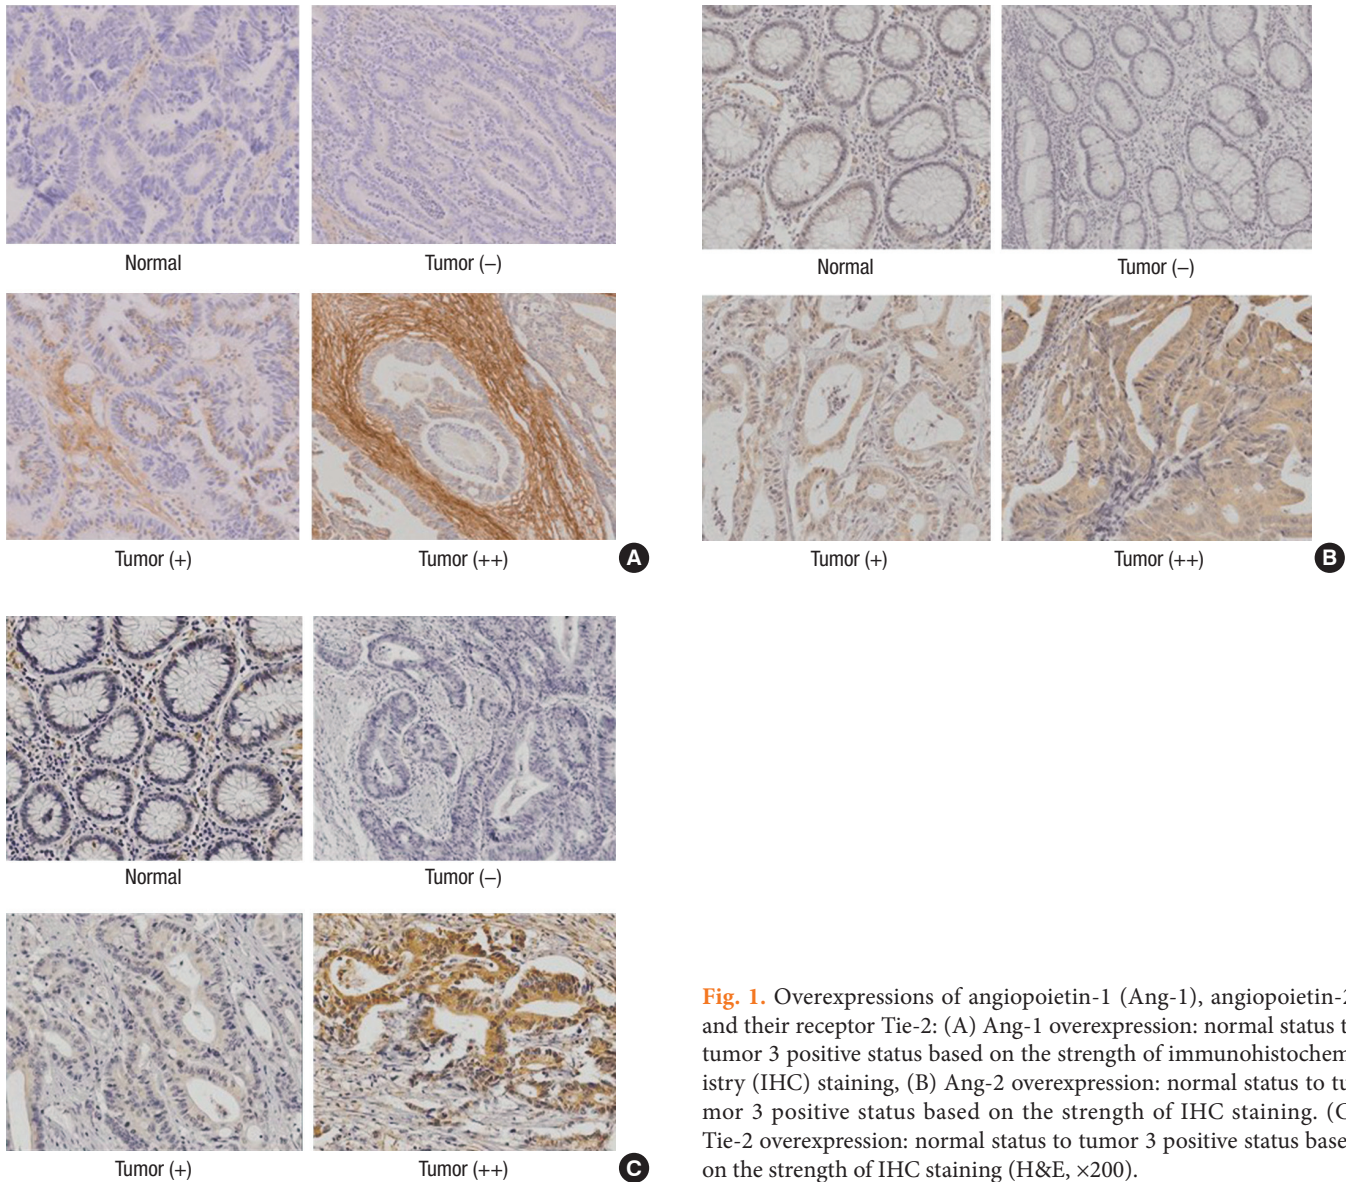 Normal
Tumor (–)
Tumor (+)
Tumor (++)
A
Normal
Tumor (–)
Tumor (+)
Tumor (++)
B
Normal
Tumor (–)
Tumor (+)
Tumor (++)
C
Fig. 1. Overexpressions of angiopoietin-1 (Ang-1), angiopoietin-2
and their receptor Tie-2: (A) Ang-1 overexpression: normal status t
tumor 3 positive status based on the strength of immunohistochem-
istry (IHC) staining, (B) Ang-2 overexpression: normal status to tu-
mor 3 positive status based on the strength of IHC staining. (C
Tie-2 overexpression: normal status to tumor 3 positive status base
on the strength of IHC staining (H&E, ×200).